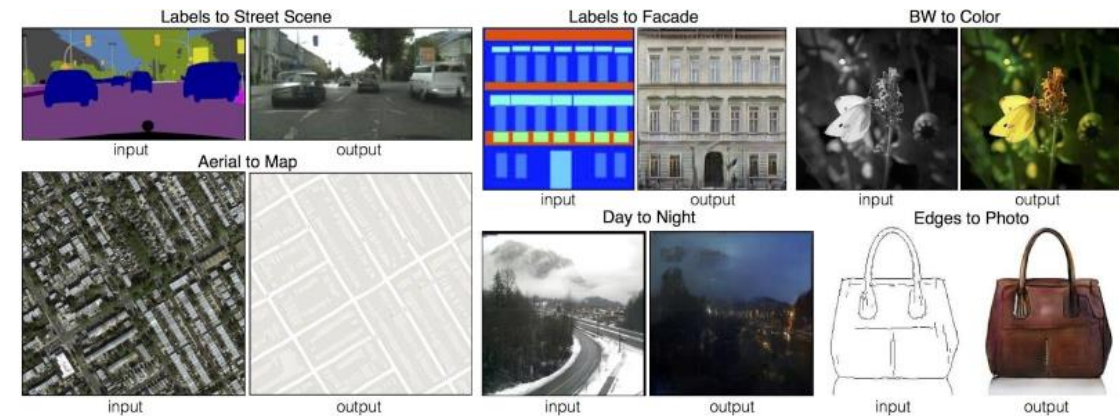 Labels to Street Scene
input
output
Aerial to Map
input
output
Labels to Facade
input
output
BW to Color
input
output
Day to Night
input
output
Edges to Photo
input
output